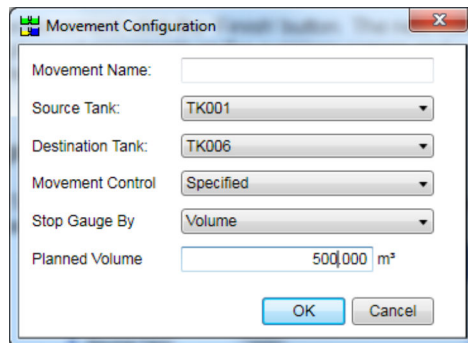 Movement Configuration
Movement Name:
Source Tank: TK001
Destination Tank: TK006
Movement Control Specified
Stop Gauge By Volume
Planned Volume 500,000 m³
OK Cancel